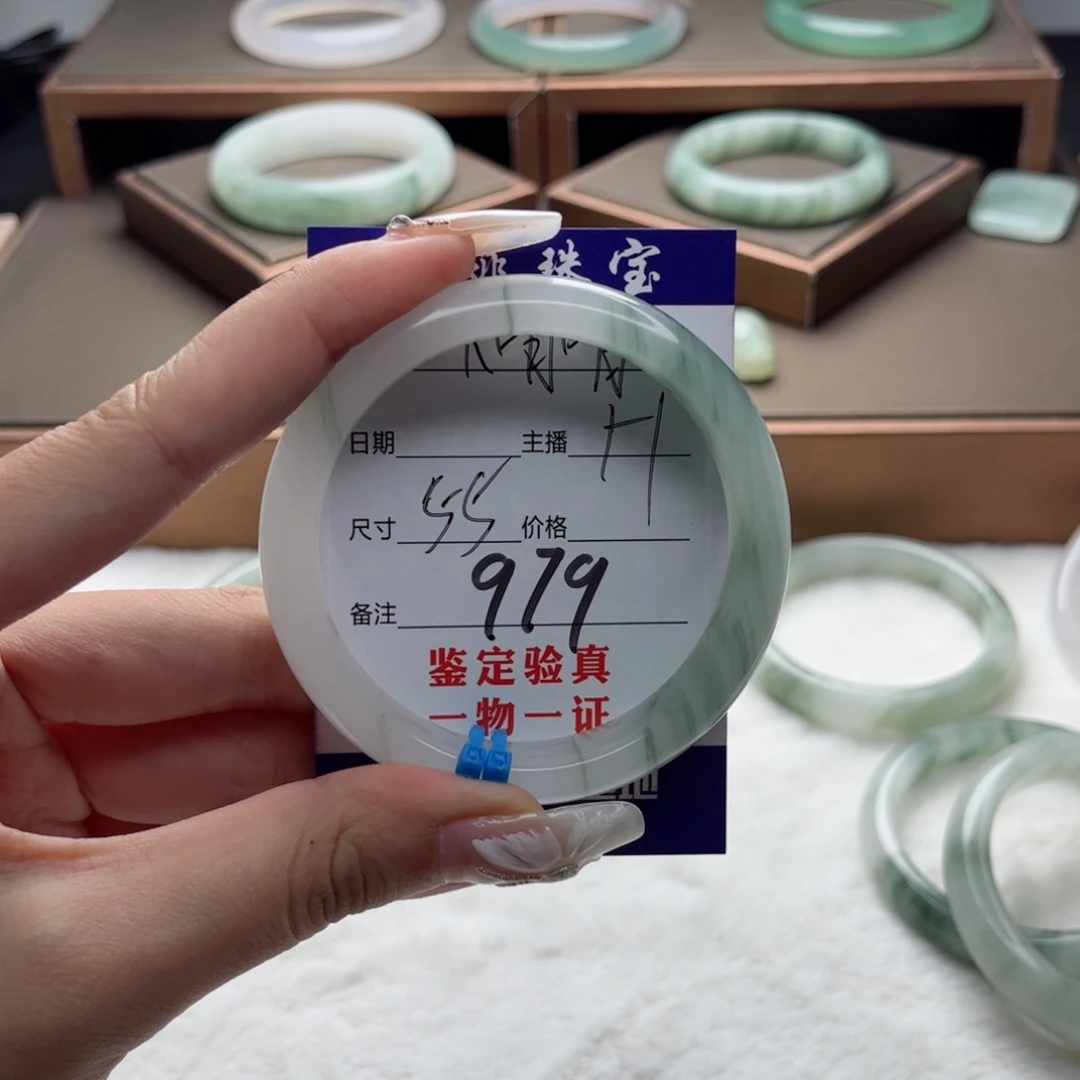 珠宝
日期 主播
尺寸 55 价格
979
备注
鉴定验真
一物一证